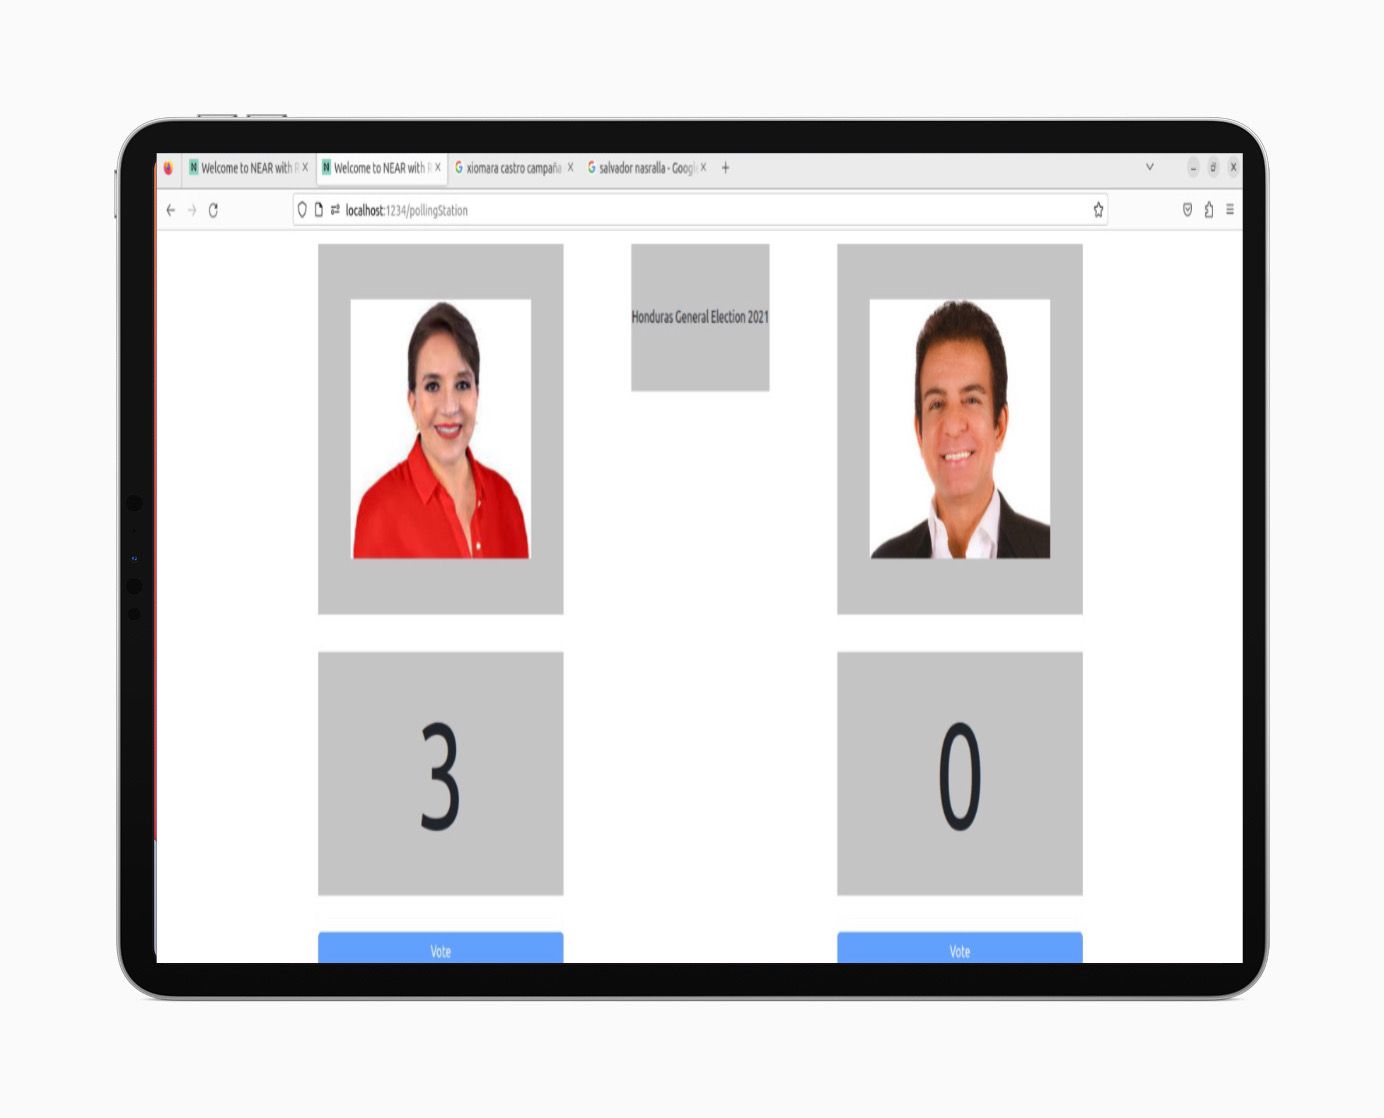 N Welcome to NEAR with R
N Welcome to NEAR with R
G xiomara castro campaña
G salvador nasralla - Google
localhost:1234/pollingStation
Honduras General Election 2021
3
0
Vote
Vote